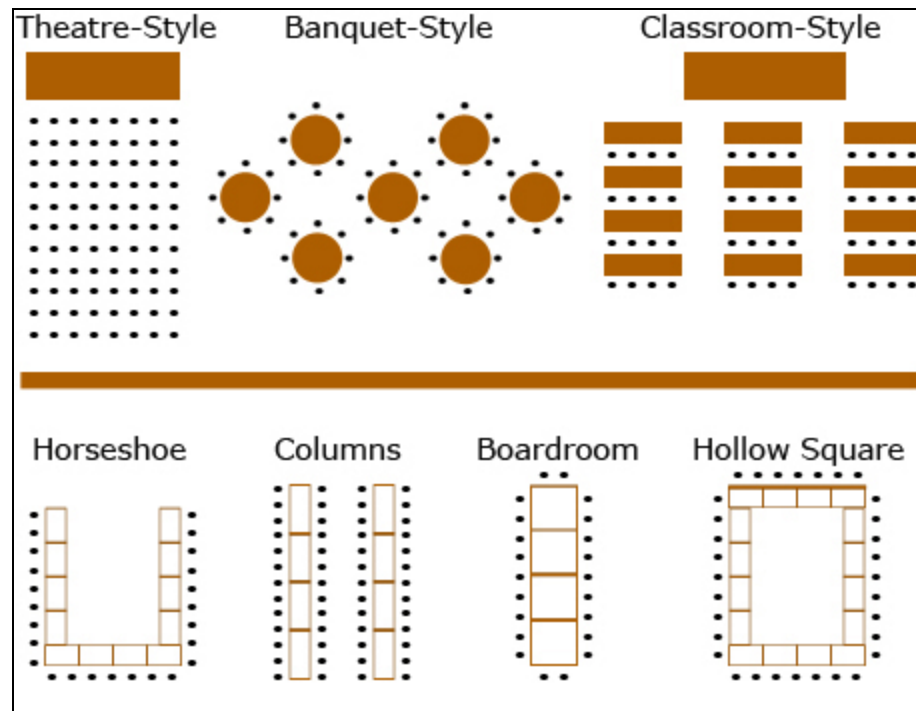 Theatre-Style
Banquet-Style
Classroom-Style
Horseshoe
Columns
Boardroom
Hollow Square